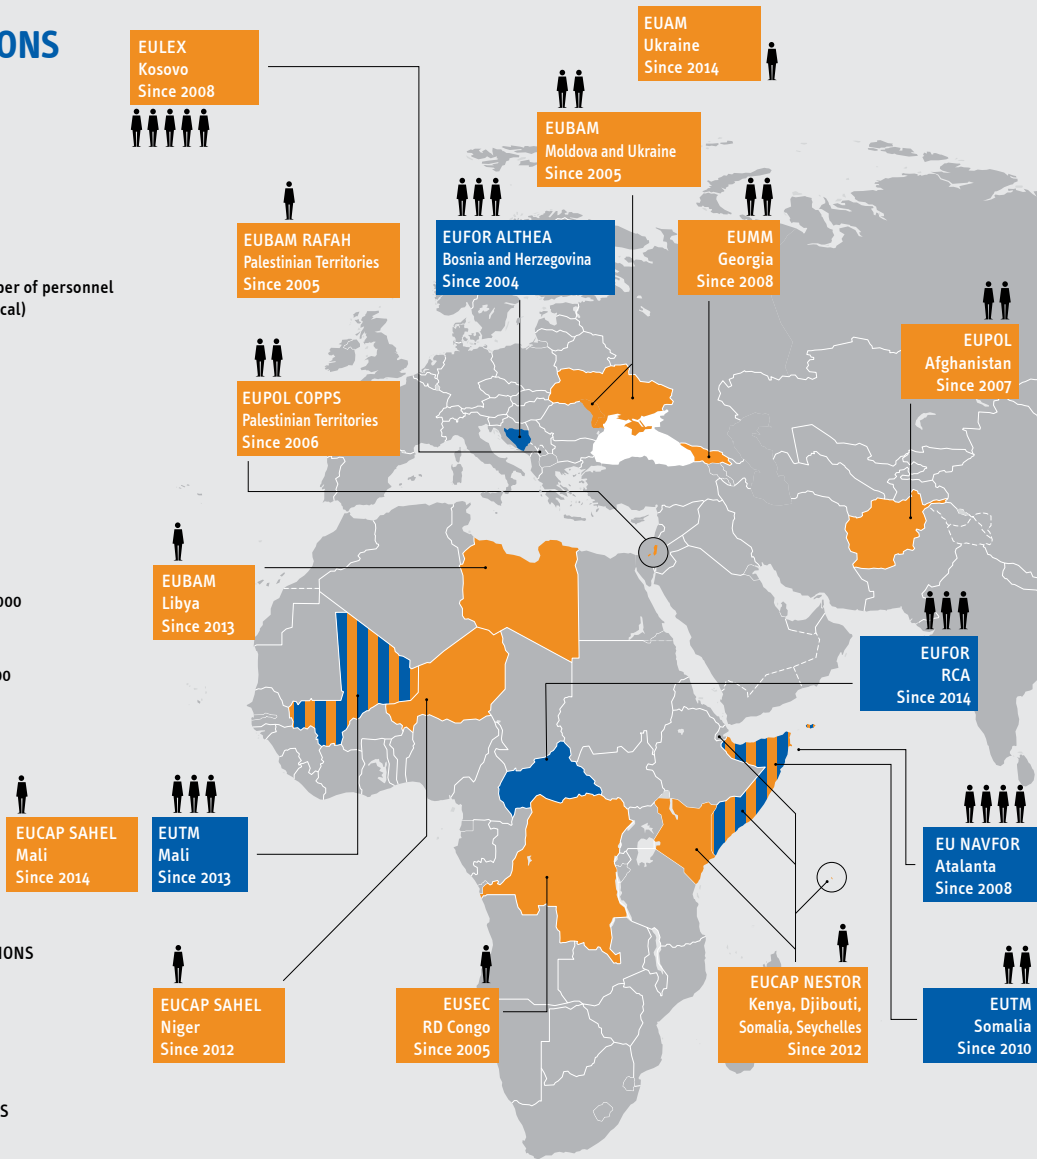 ONS
EULEX
Kosovo
Since 2008
EUAM
Ukraine
Since 2014
EUBAM
Moldova and Ukraine
Since 2005
EUBAM RAFAH
Palestinian Territories
Since 2005
EUFOR ALTHEA
Bosnia and Herzegovina
Since 2004
EUMM
Georgia
Since 2008
ber of personnel
cal)
EUPOL
Afghanistan
Since 2007
EUPOL COPPS
Palestinian Territories
Since 2006
EUBAM
Libya
Since 2013
000
00
EUFOR
RCA
Since 2014
EUCAP SAHEL
Mali
Since 2014
EUTM
Mali
Since 2013
EU NAVFOR
Atalanta
Since 2008
IONS
EUCAP SAHEL
Niger
Since 2012
EUSEC
RD Congo
Since 2005
EUCAP NESTOR
Kenya, Djibouti,
Somalia, Seychelles
Since 2012
EUTM
Somalia
Since 2010
S